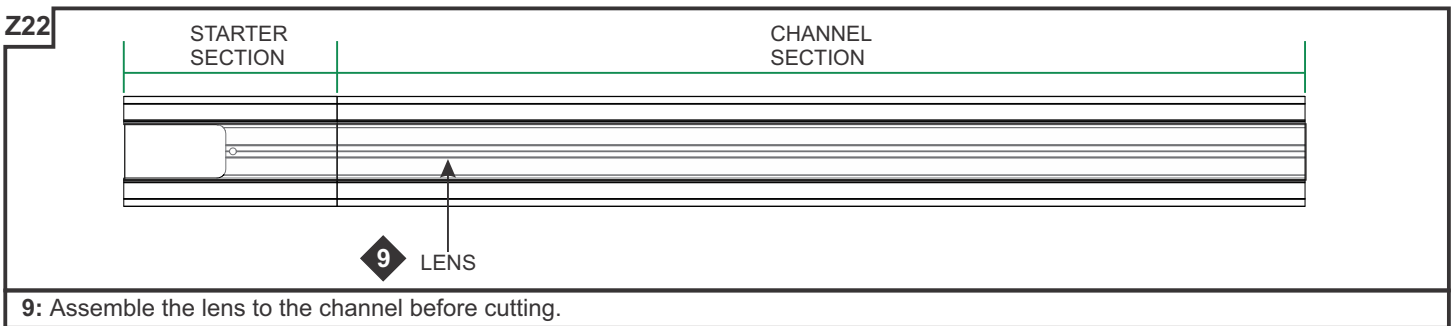 Z22
STARTER
SECTION
CHANNEL
SECTION
9 LENS
9: Assemble the lens to the channel before cutting.